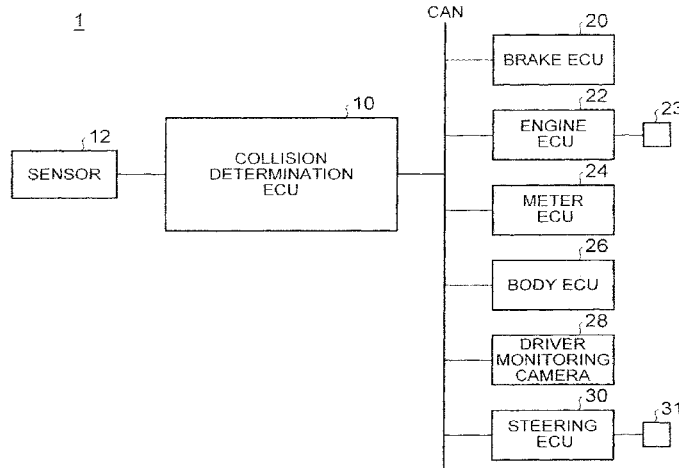 CAN
1
20
BRAKE ECU
22
23
ENGINE
ECU
10
12
SENSOR
COLLISION
DETERMINATION
ECU
24
METER
ECU
26
BODY ECU
28
DRIVER
MONITORING
CAMERA
30
31
STEERING
ECU